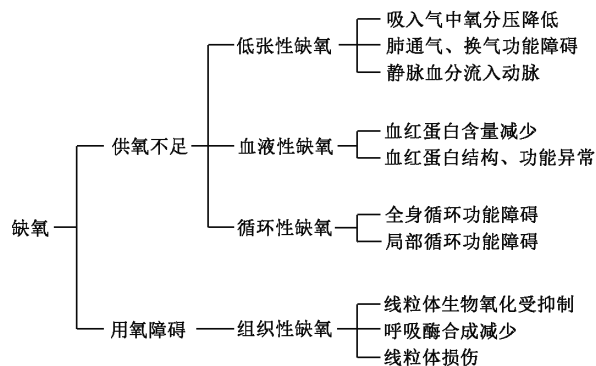 吸入气中氧分压降低
低张性缺氧
肺通气、换气功能障碍
静脉血分流入动脉
供氧不足
血液性缺氧
血红蛋白含量减少
血红蛋白结构、功能异常
缺氧
循环性缺氧
全身循环功能障碍
局部循环功能障碍
用氧障碍
组织性缺氧
线粒体生物氧化受抑制
呼吸酶合成减少
线粒体损伤